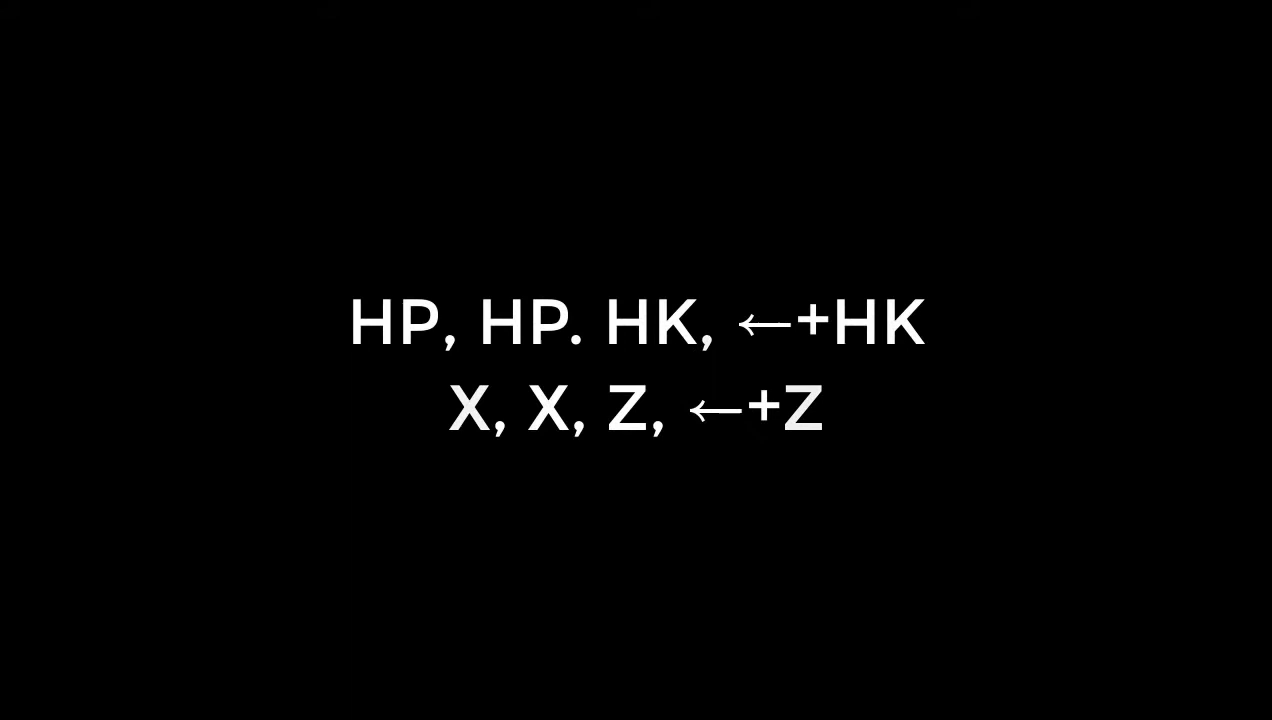 HP, HP. HK, ←+HK
X, X, Z, ←+Z